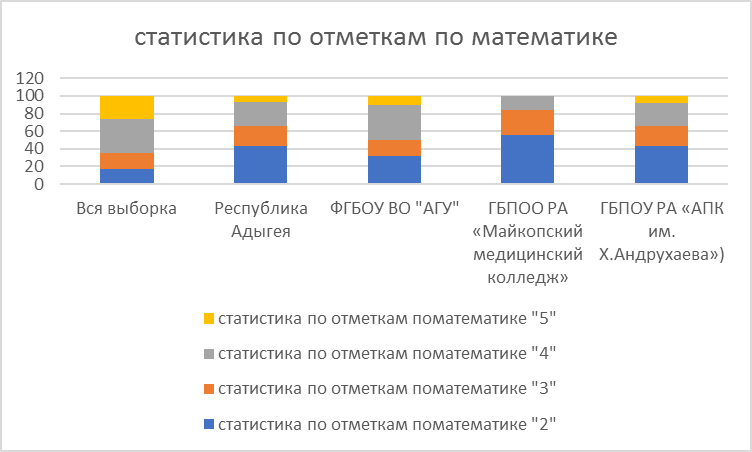 статистика по отметкам по математике
120
100
80
60
40
20
0
Вся выборка
Республика
Адыгея
ФГБОУ ВО "АГУ"
ГБПОО РА
«Майкопский
медицинский
колледж»
ГБПОУ РА «АПК
им.
Х.Андрухаева»)
статистика по отметкам поматематике "5"
статистика по отметкам поматематике "4"
статистика по отметкам поматематике "3"
статистика по отметкам поматематике "2"